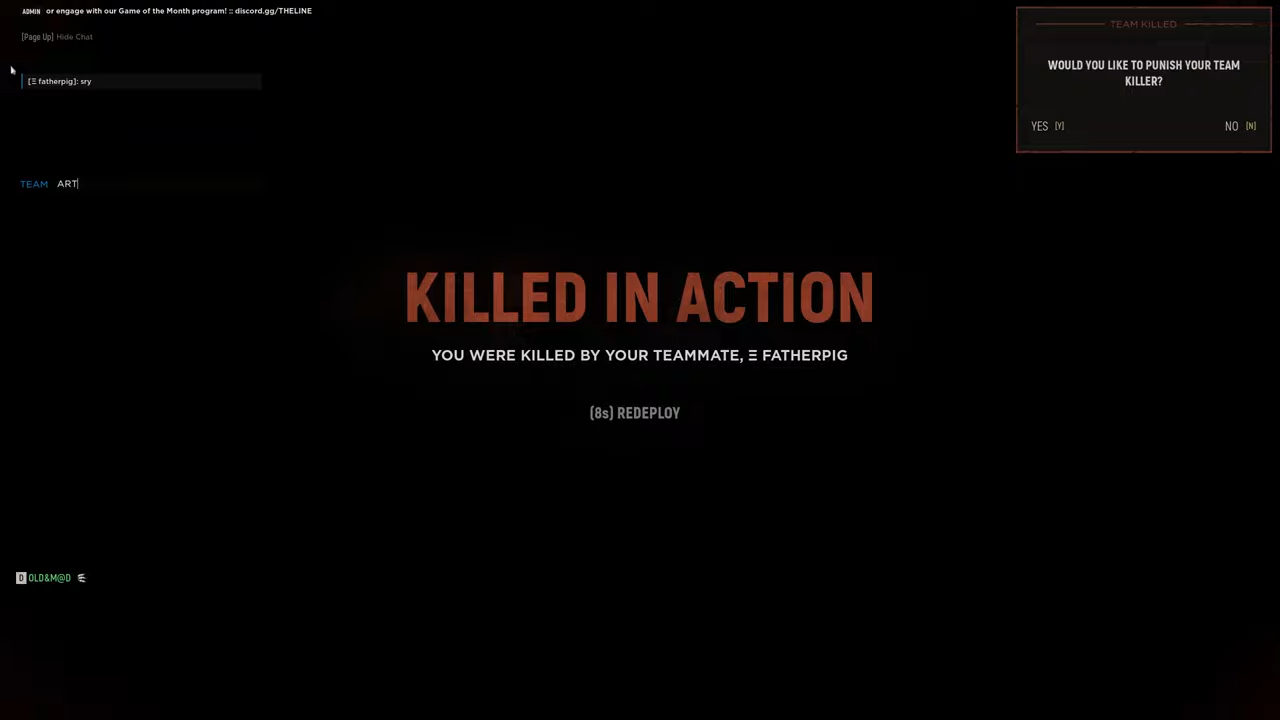 ADMIN or engage with our Game of the Month program! :: discord.gg/THELINE
[Page Up] Hide Chat
[Ξ fatherpig]: sry
TEAM ART
TEAM KILLED
WOULD YOU LIKE TO PUNISH YOUR TEAM
KILLER?
YES [Y] NO [N]
KILLED IN ACTION
YOU WERE KILLED BY YOUR TEAMMATE, Ξ FATHERPIG
(8s) REDEPLOY
D OLD&M@D